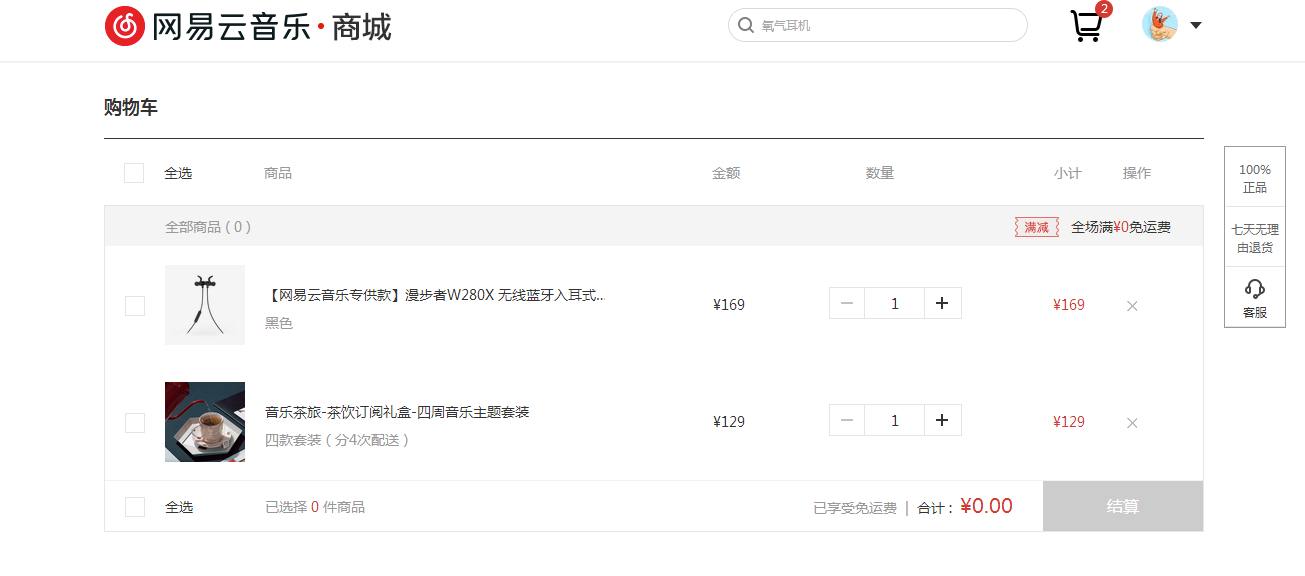 网易云音乐·商城
氧气耳机
2
购物车
全选 商品 金额 数量 小计 操作
全部商品 ( 0 ) 满减 全场满¥0免运费
【网易云音乐专供款】漫步者W280X 无线蓝牙入耳式...
黑色
¥169 1 ¥169
音乐茶旅-茶饮订阅礼盒-四周音乐主题套装
四款套装 ( 分4次配送 )
¥129 1 ¥129
全选 已选择 0 件商品 已享受免运费 | 合计 : ¥0.00 结算
100%
正品
七天无理
由退货
客服